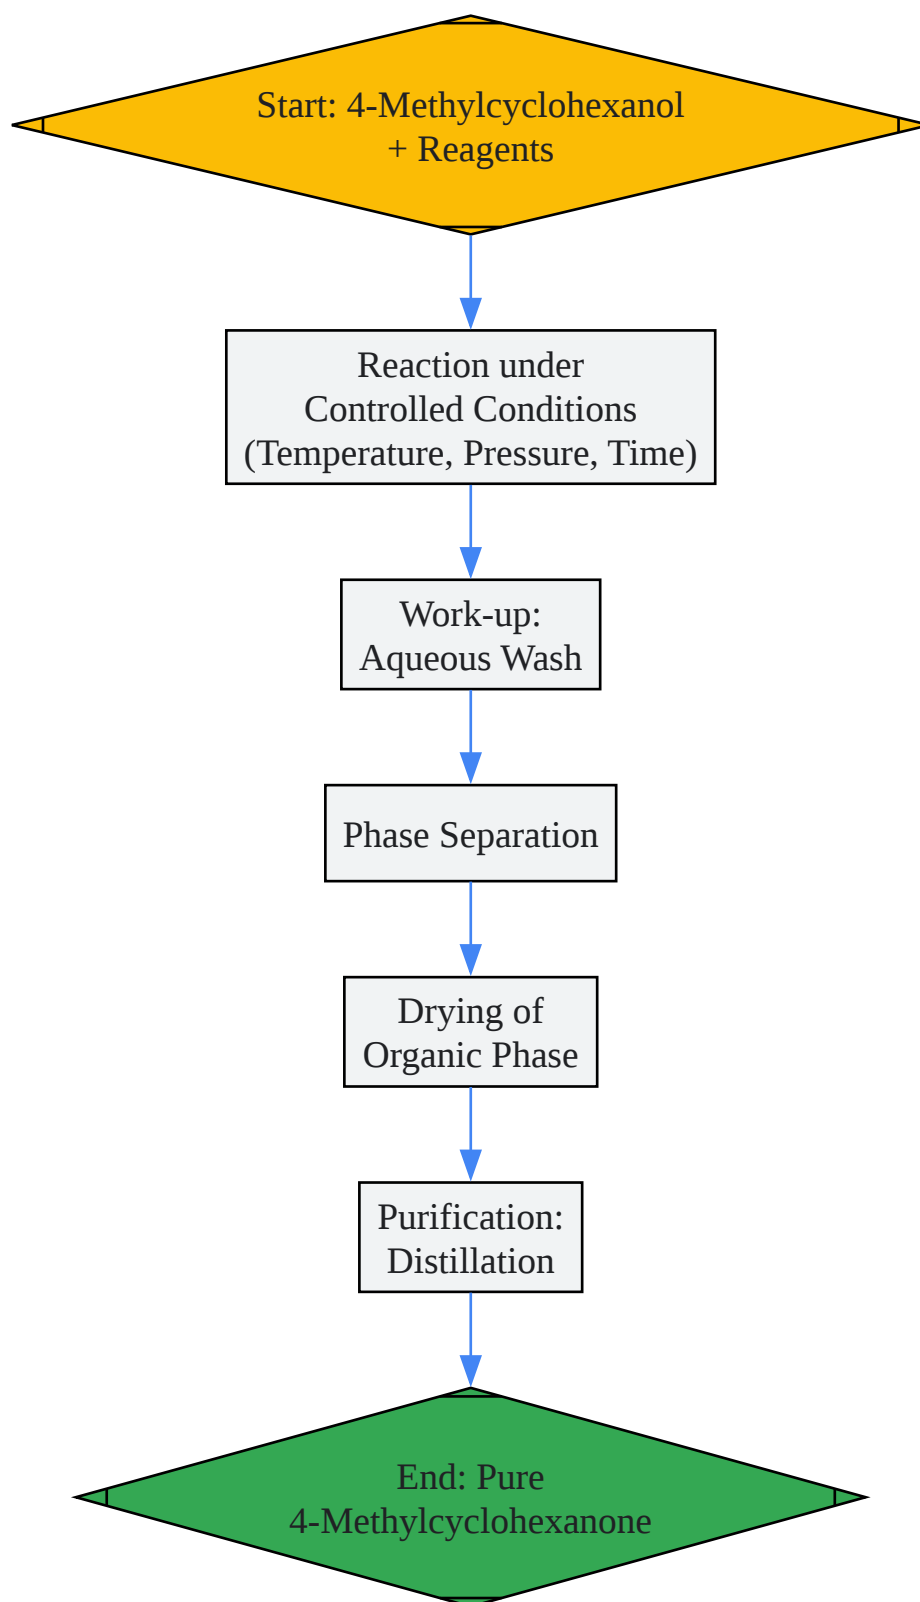 Start: 4-Methylcyclohexanol
+ Reagents
Reaction under
Controlled Conditions
(Temperature, Pressure, Time)
Work-up:
Aqueous Wash
Phase Separation
Drying of
Organic Phase
Purification:
Distillation
End: Pure
4-Methylcyclohexanone